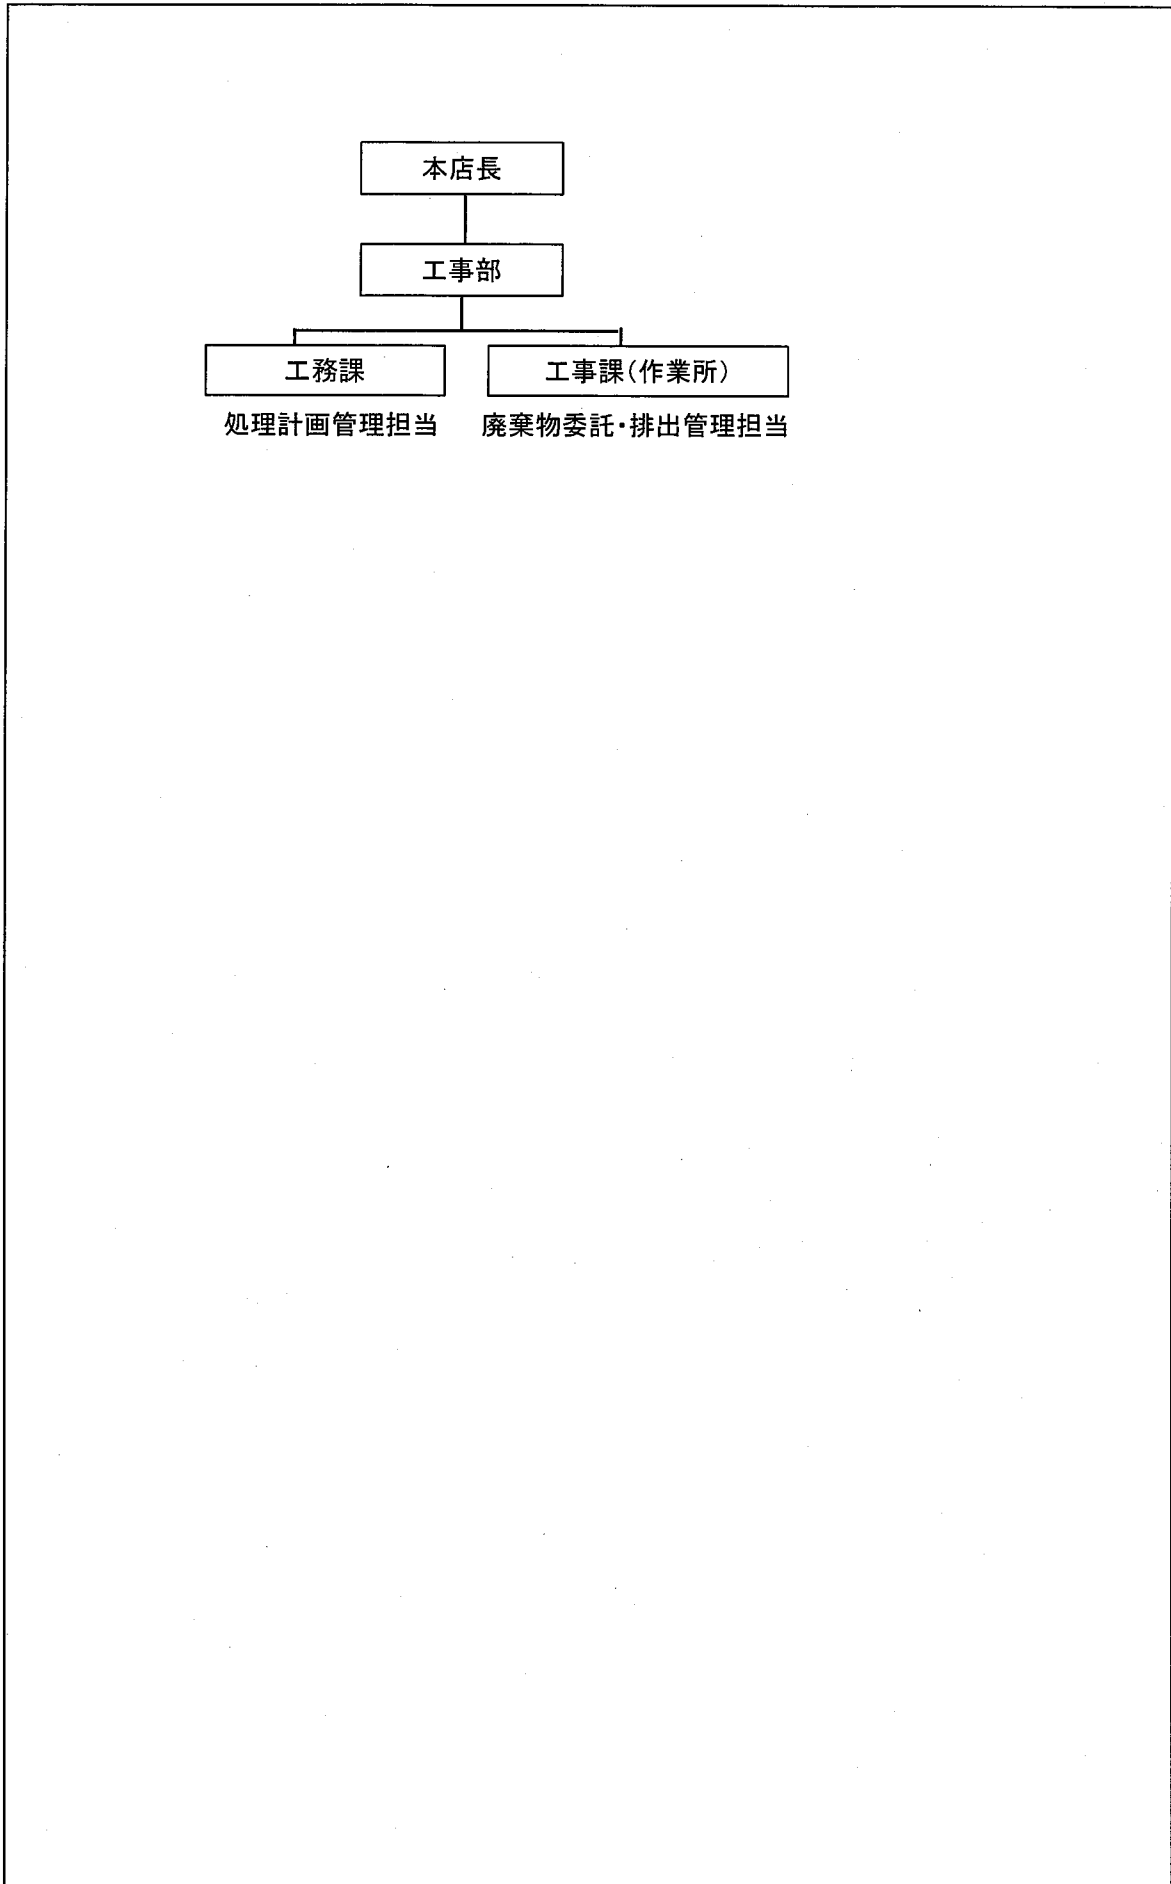 本店長
工事部
工務課
工事課(作業所)
処理計画管理担当
廃棄物委託・排出管理担当